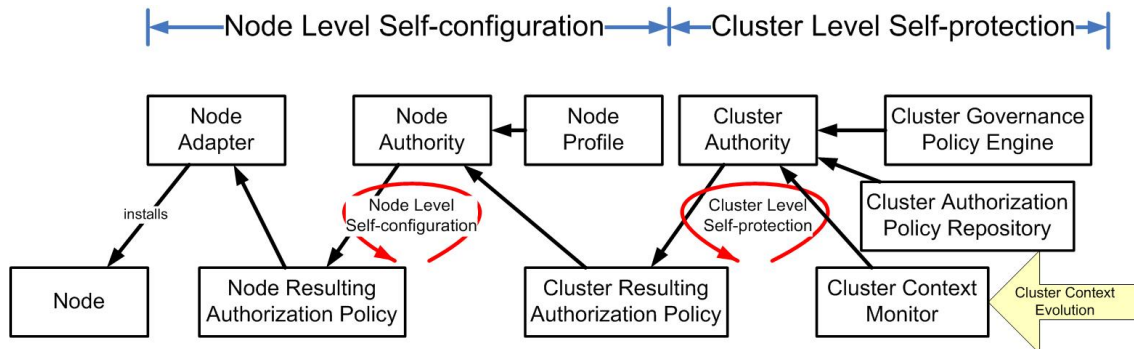 Node Level Self-configuration
Cluster Level Self-protection
Node
Adapter
Node
Authority
Node
Profile
Cluster
Authority
Cluster Governance
Policy Engine
installs
Node Level
Self-configuration
Cluster Level
Self-protection
Cluster Authorization
Policy Repository
Node
Node Resulting
Authorization Policy
Cluster Resulting
Authorization Policy
Cluster Context
Monitor
Cluster Context
Evolution